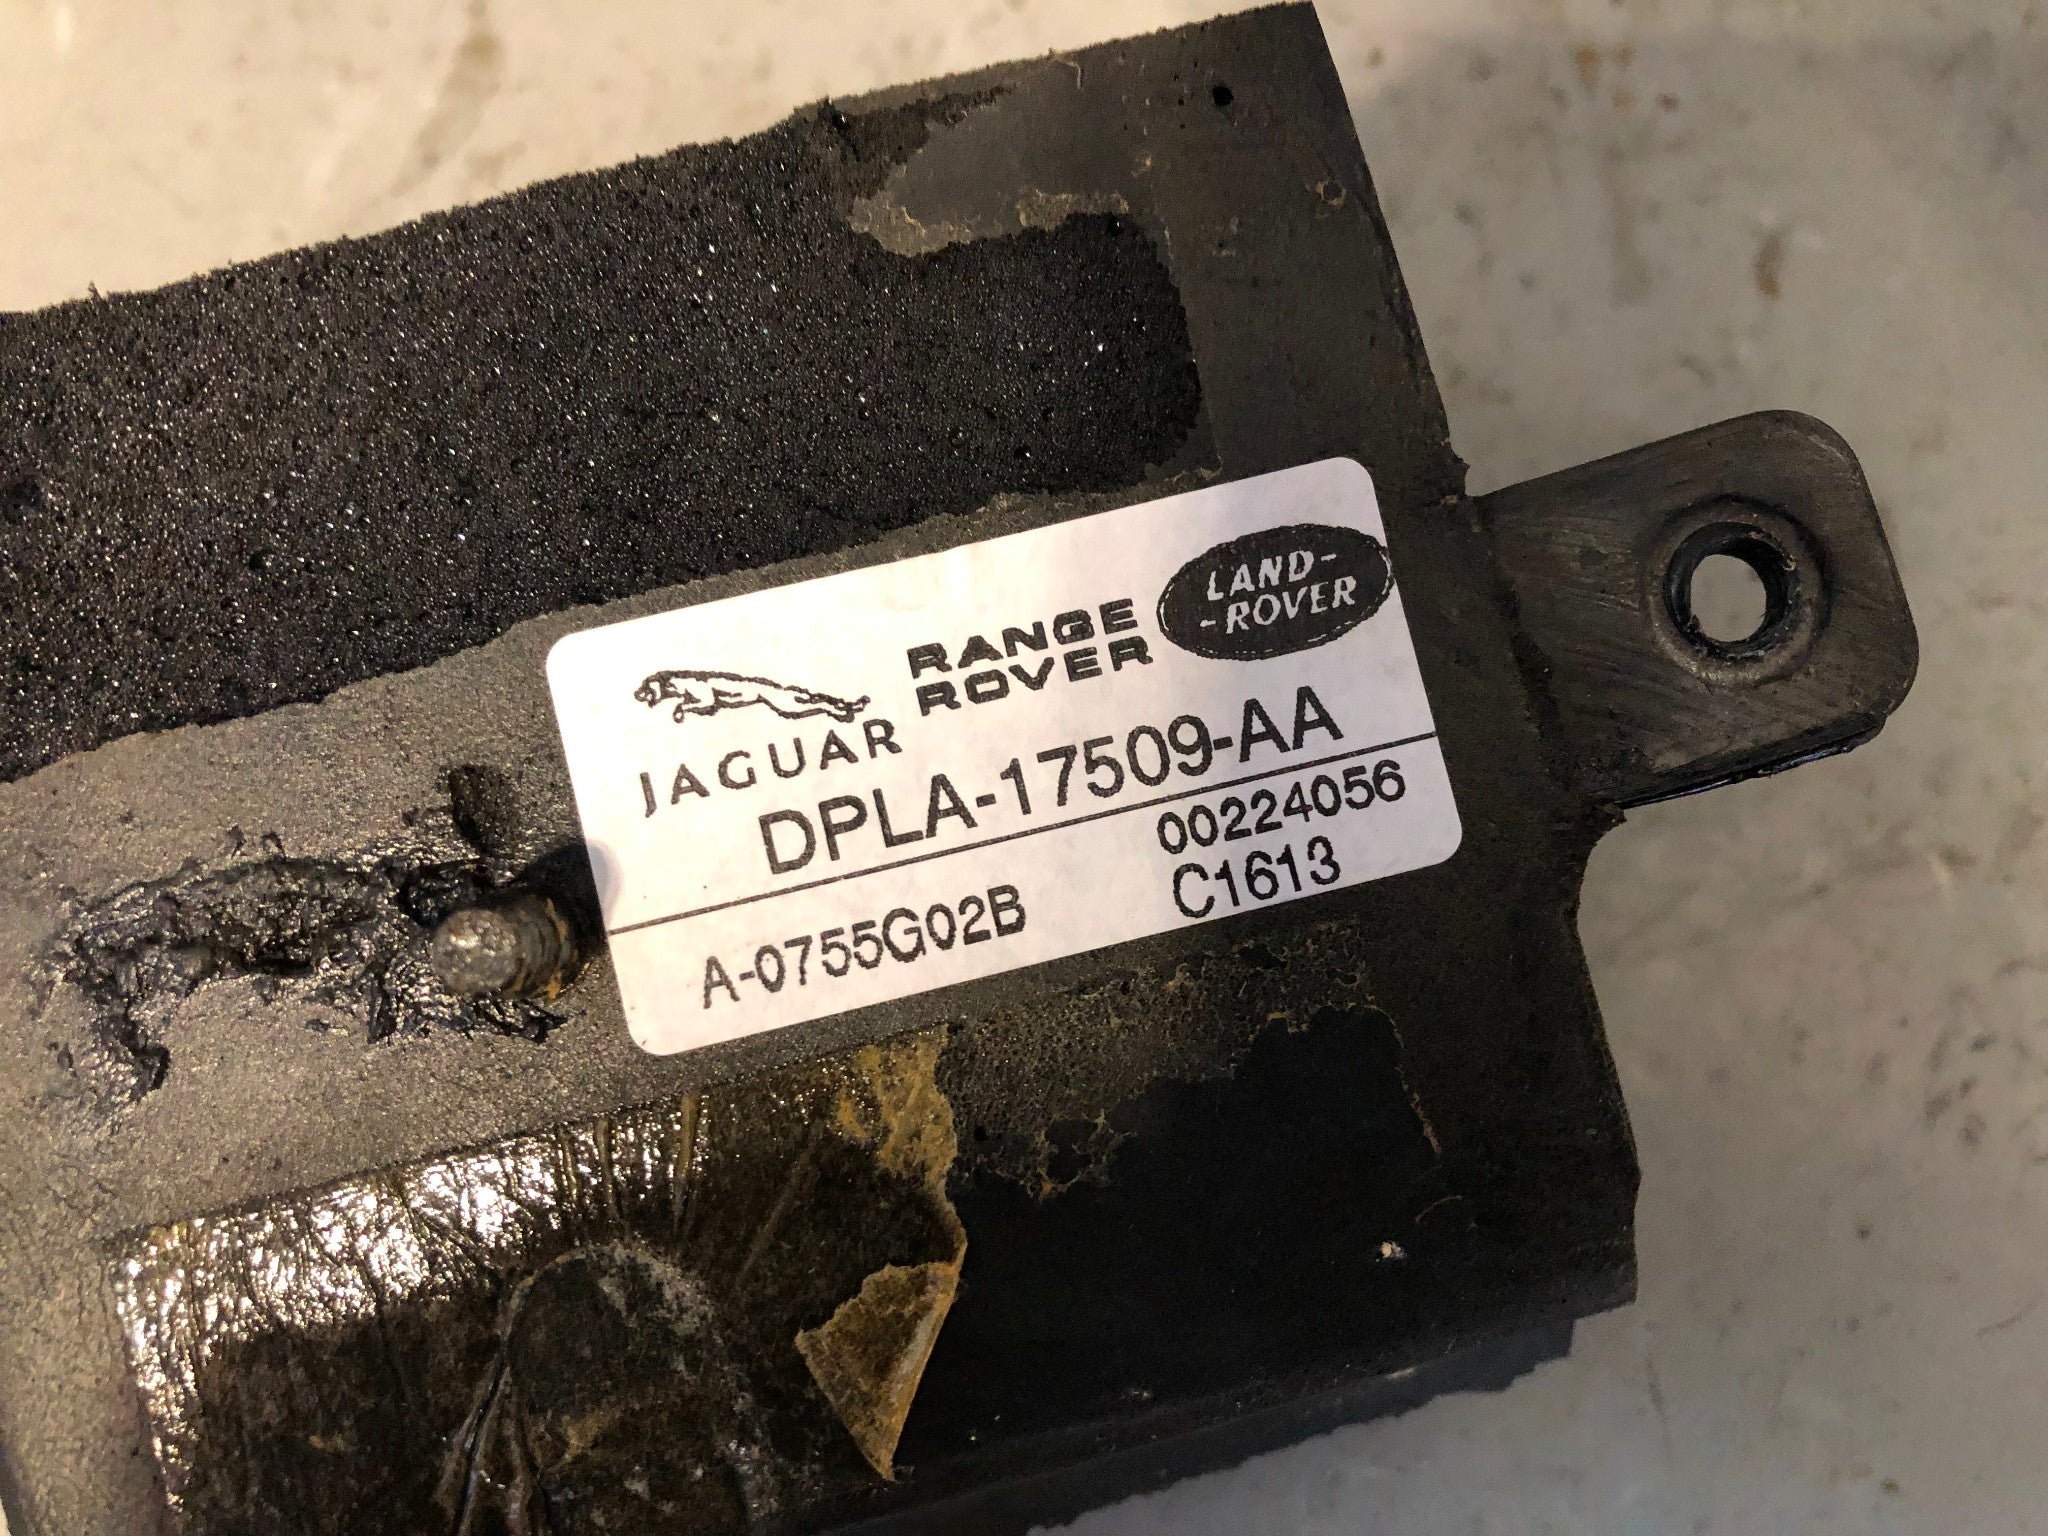 JAGUAR
RANGE
ROVER
LAND-
-ROVER
DPLA-17509-AA
00224056
A-0755G02B
C1613